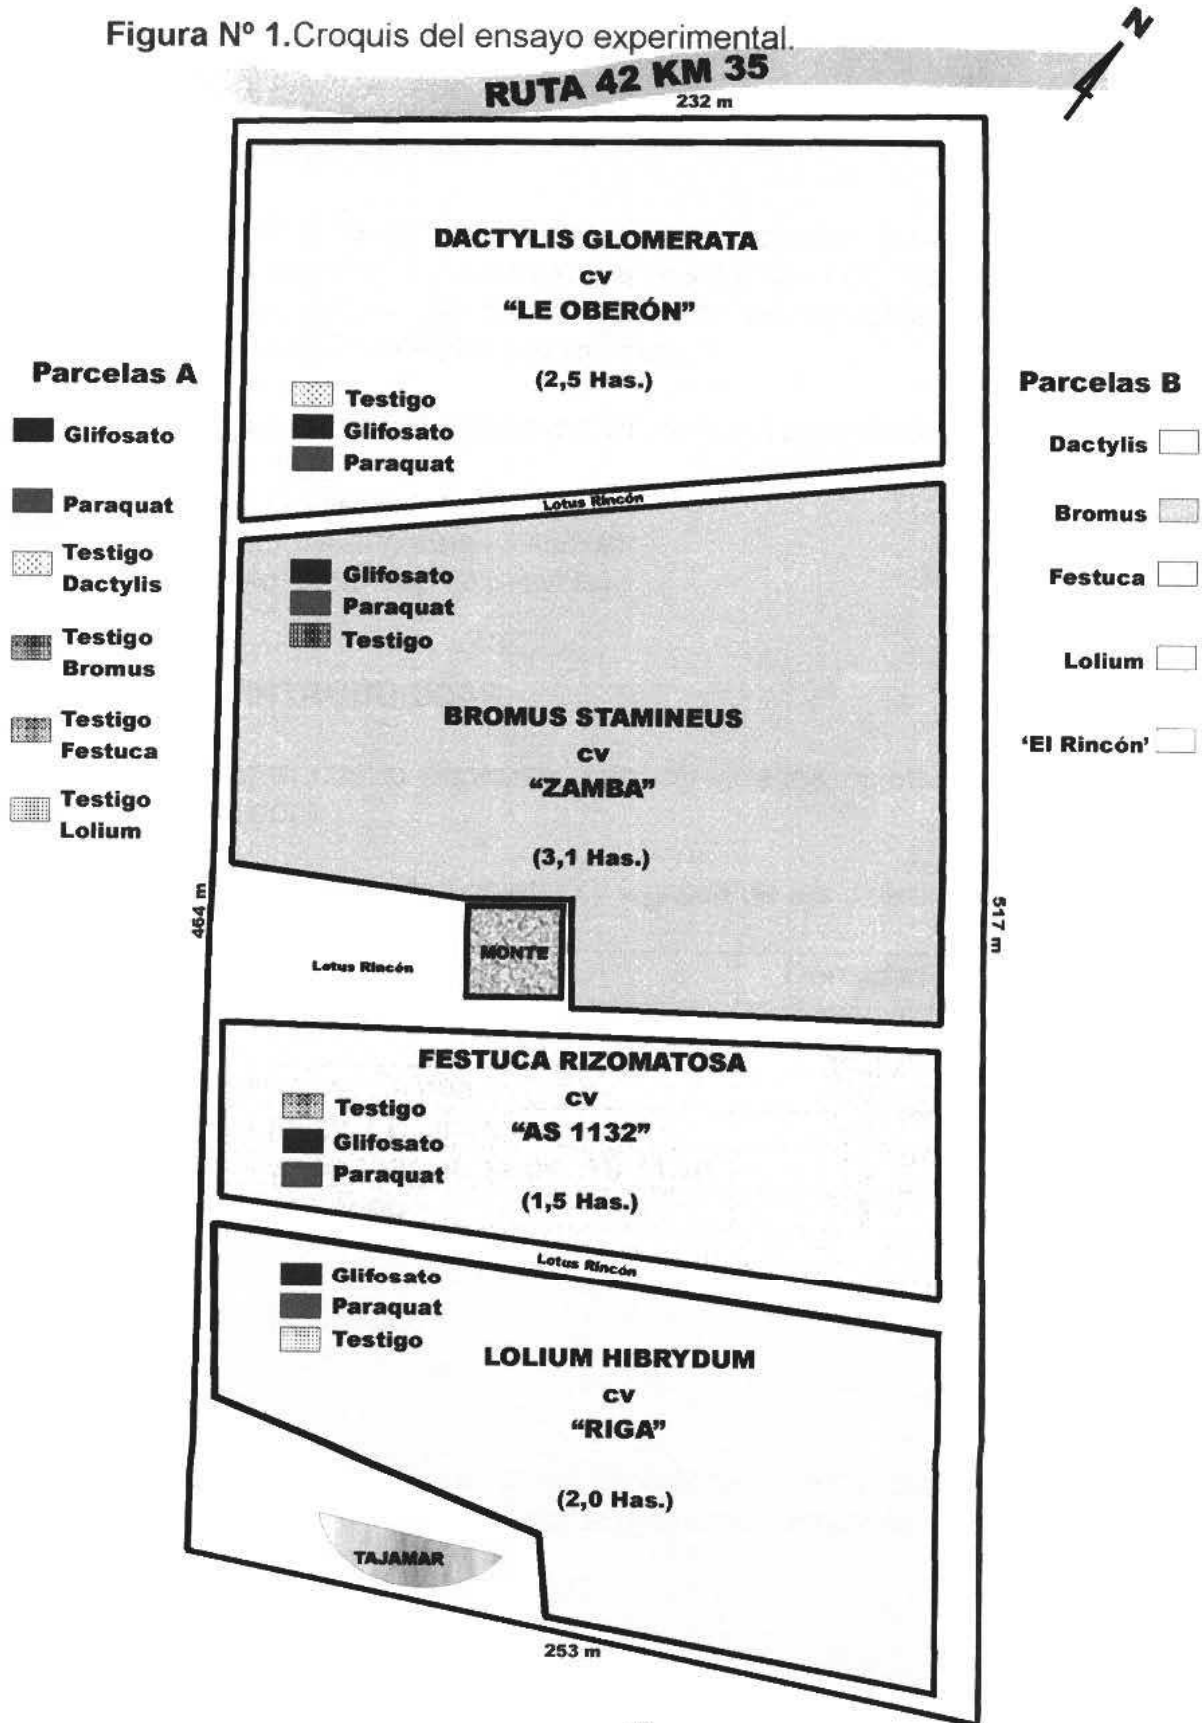 Figura Nº 1.Croquis del ensayo experimental.
N
RUTA 42 KM 35
232 m
DACTYLIS GLOMERATA
CV
“LE OBERÓN”
(2,5 Has.)
Testigo
Glifosato
Paraquat
Lotus Rincón
Parcelas A
Glifosato
Paraquat
Testigo
Dactylis
Testigo
Bromus
Testigo
Festuca
Testigo
Lolium
Parcelas B
Dactylis
Bromus
Festuca
Lolium
‘El Rincón’
Glifosato
Paraquat
Testigo
BROMUS STAMINEUS
CV
“ZAMBA”
(3,1 Has.)
464 m
517 m
MONTE
Lotus Rincón
FESTUCA RIZOMATOSA
CV
“AS 1132”
(1,5 Has.)
Testigo
Glifosato
Paraquat
Lotus Rincón
Glifosato
Paraquat
Testigo
LOLIUM HIBRYDUM
CV
“RIGA”
(2,0 Has.)
TAJAMAR
253 m